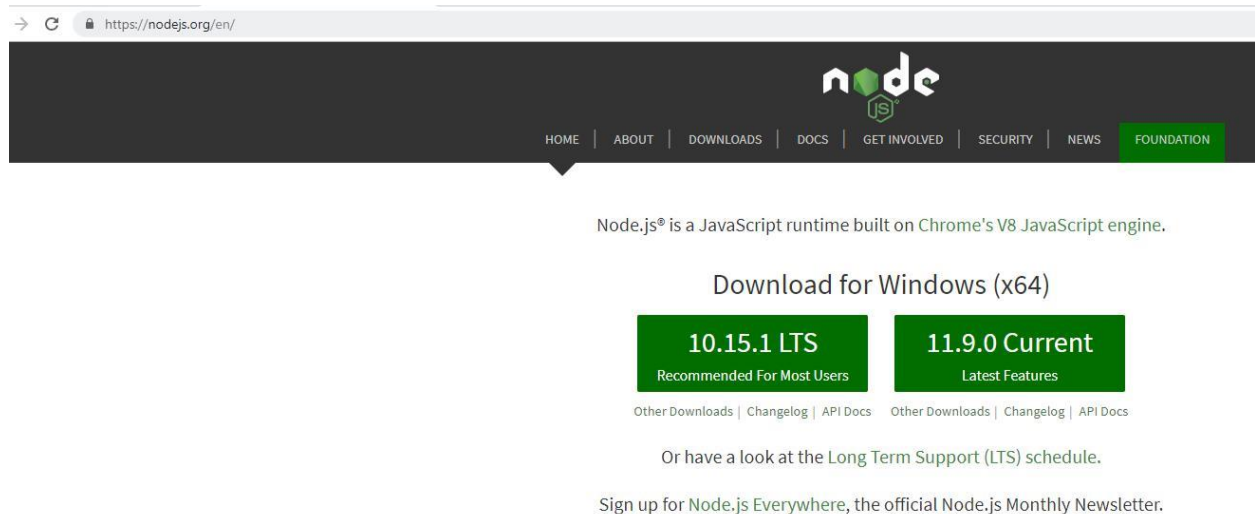 https://nodejs.org/en/
node
JS
HOME | ABOUT | DOWNLOADS | DOCS | GET INVOLVED | SECURITY | NEWS FOUNDATION
Node.js® is a JavaScript runtime built on Chrome's V8 JavaScript engine.
Download for Windows (x64)
10.15.1 LTS 11.9.0 Current
Recommended For Most Users Latest Features
Other Downloads | Changelog | API Docs Other Downloads | Changelog | API Docs
Or have a look at the Long Term Support (LTS) schedule.
Sign up for Node.js Everywhere, the official Node.js Monthly Newsletter.